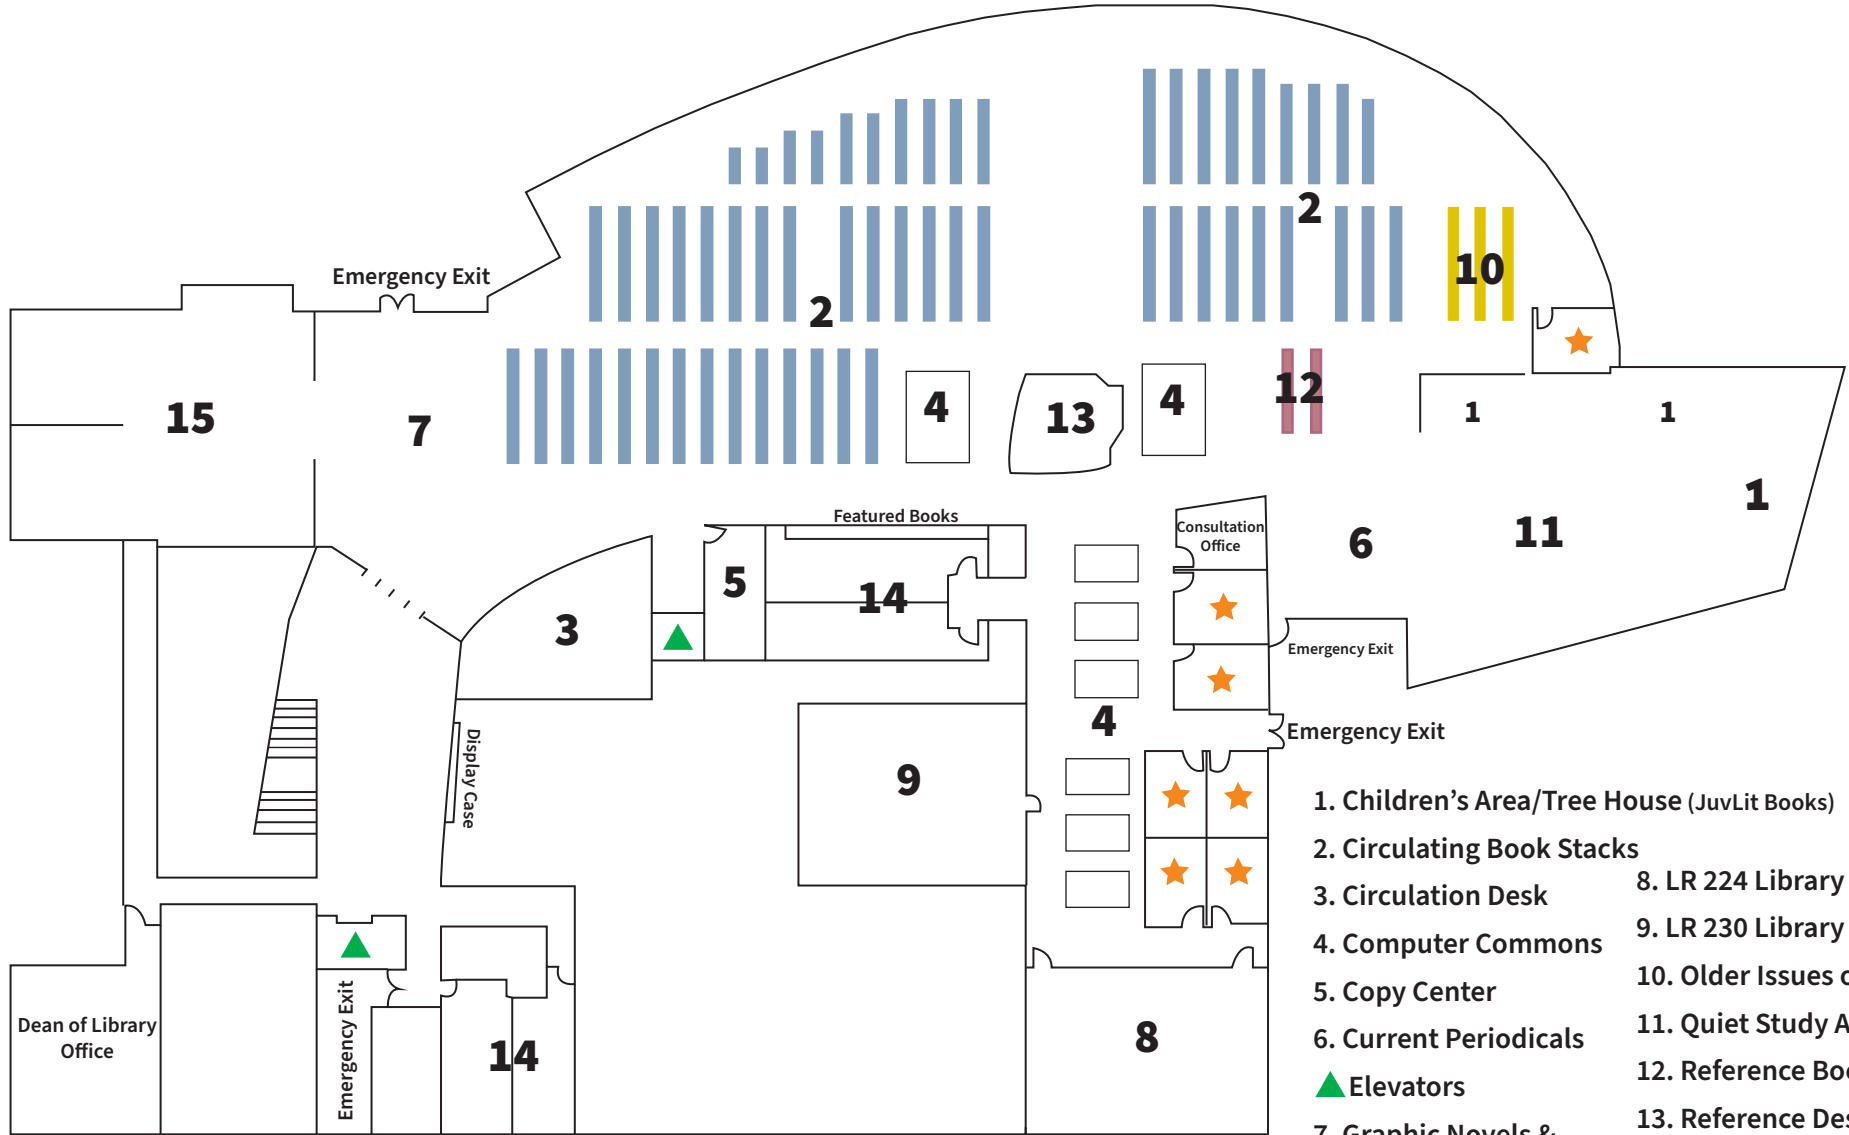 2
10
Emergency Exit
2
15
7
4
13
4
12
1
1
1
Featured Books
Consultation
Office
6
11
5
14
3
Emergency Exit
4
Emergency Exit
Display Case
9
Dean of Library
Office
Emergency Exit
14
8
1. Children's Area/Tree House (JuvLit Books)
2. Circulating Book Stacks
3. Circulation Desk
4. Computer Commons
5. Copy Center
6. Current Periodicals
Elevators
7. Graphic Novels &
8. LR 224 Library
9. LR 230 Library
10. Older Issues
11. Quiet Study
12. Reference
13. Reference